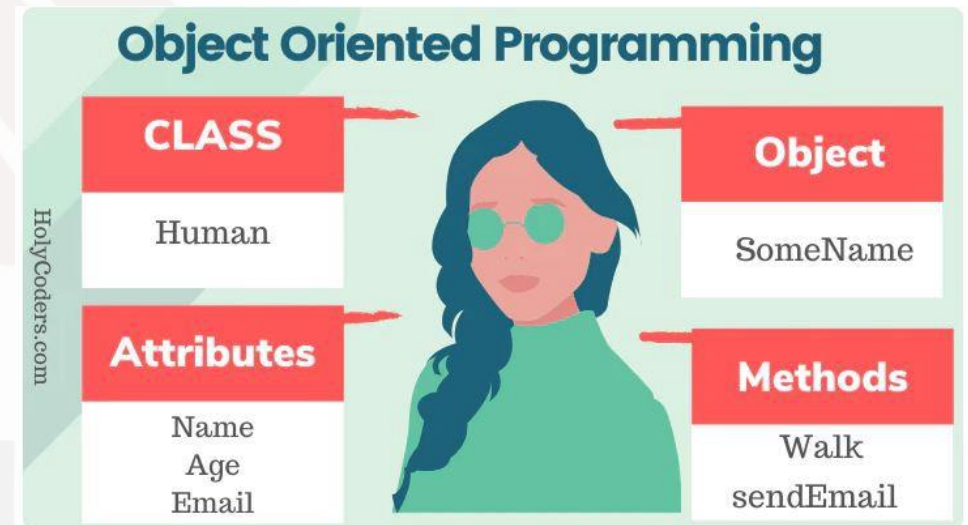 Object Oriented Programming
CLASS
Human
Object
SomeName
HolyCoders.com
Attributes
Name
Age
Email
Methods
Walk
sendEmail